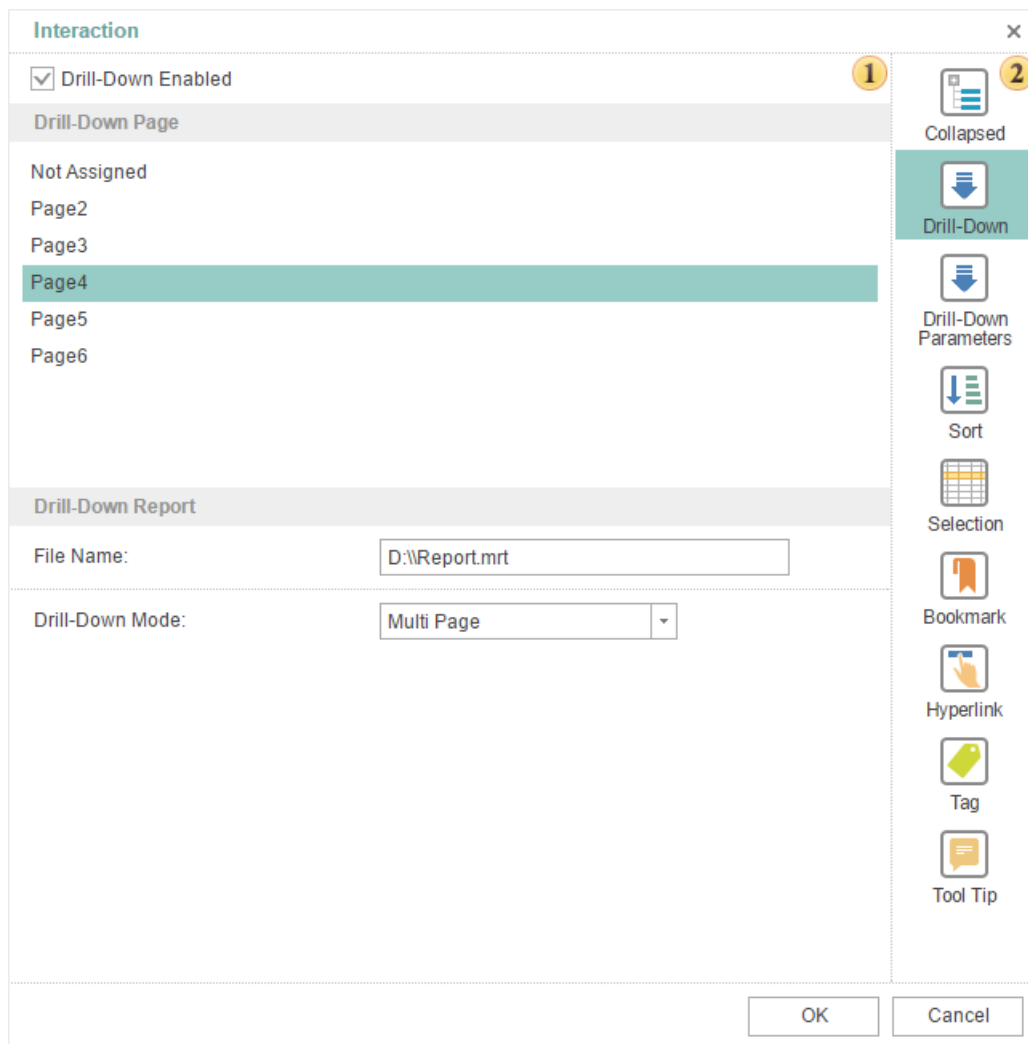 Interaction
Drill-Down Enabled
1
2
Drill-Down Page
Not Assigned
Page2
Page3
Page4
Page5
Page6
Drill-Down Report
File Name:
D:\\Report.mrt
Drill-Down Mode:
Multi Page
Collapsed
Drill-Down
Drill-Down
Parameters
Sort
Selection
Bookmark
Hyperlink
Tag
Tool Tip
OK
Cancel